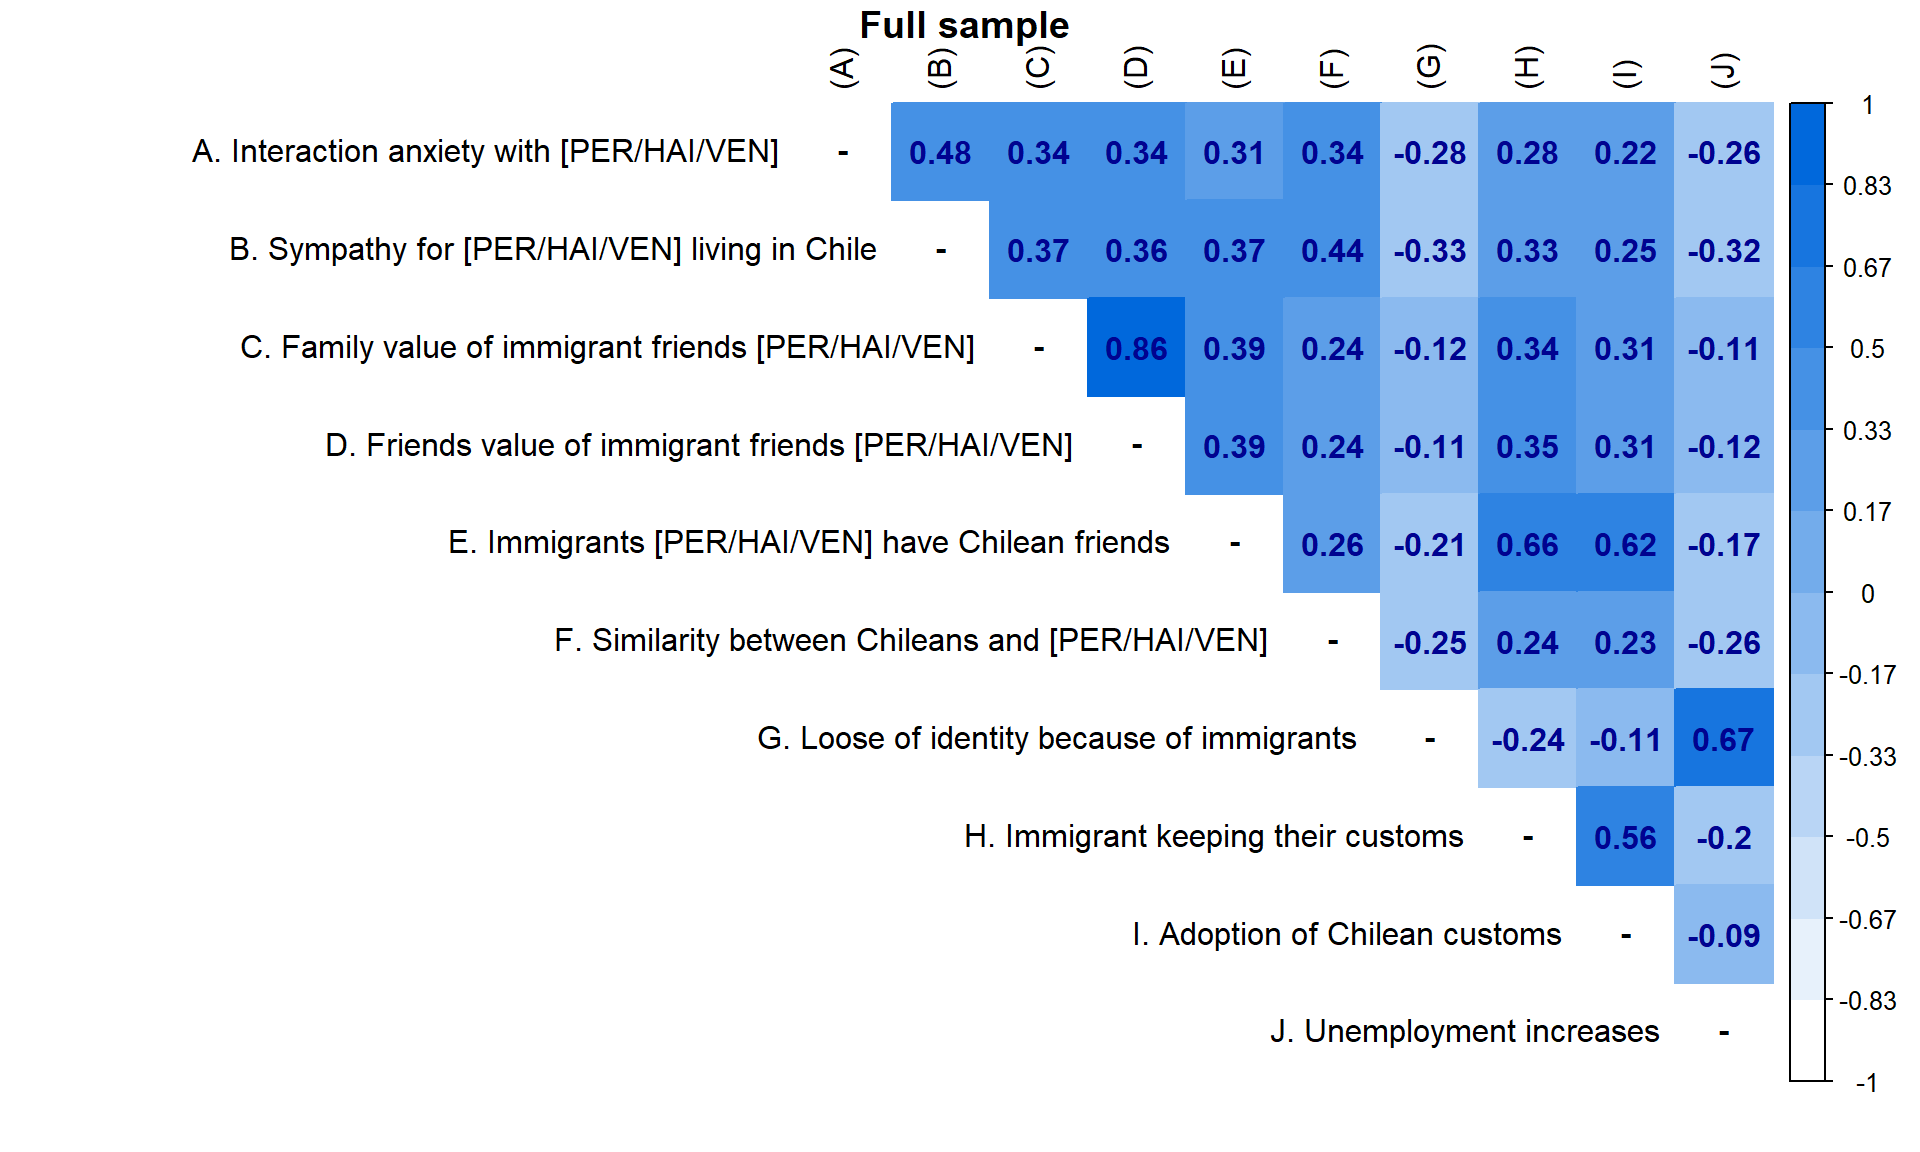 Full sample
(A) (B) (C) (D) (E) (F) (G) (H) (I) (J)
A. Interaction anxiety with [PER/HAI/VEN] - 0.48 0.34 0.34 0.31 0.34 -0.28 0.28 0.22 -0.26
B. Sympathy for [PER/HAI/VEN] living in Chile - 0.37 0.36 0.37 0.44 -0.33 0.33 0.25 -0.32
C. Family value of immigrant friends [PER/HAI/VEN] - 0.86 0.39 0.24 -0.12 0.34 0.31 -0.11
D. Friends value of immigrant friends [PER/HAI/VEN] - 0.39 0.24 -0.11 0.35 0.31 -0.12
E. Immigrants [PER/HAI/VEN] have Chilean friends - 0.26 -0.21 0.66 0.62 -0.17
F. Similarity between Chileans and [PER/HAI/VEN] - -0.25 0.24 0.23 -0.26
G. Loose of identity because of immigrants - -0.24 -0.11 0.67
H. Immigrant keeping their customs - 0.56 -0.2
I. Adoption of Chilean customs - -0.09
J. Unemployment increases -
1
0.83
0.67
0.5
0.33
0.17
0
-0.17
-0.33
-0.5
-0.67
-0.83
-1